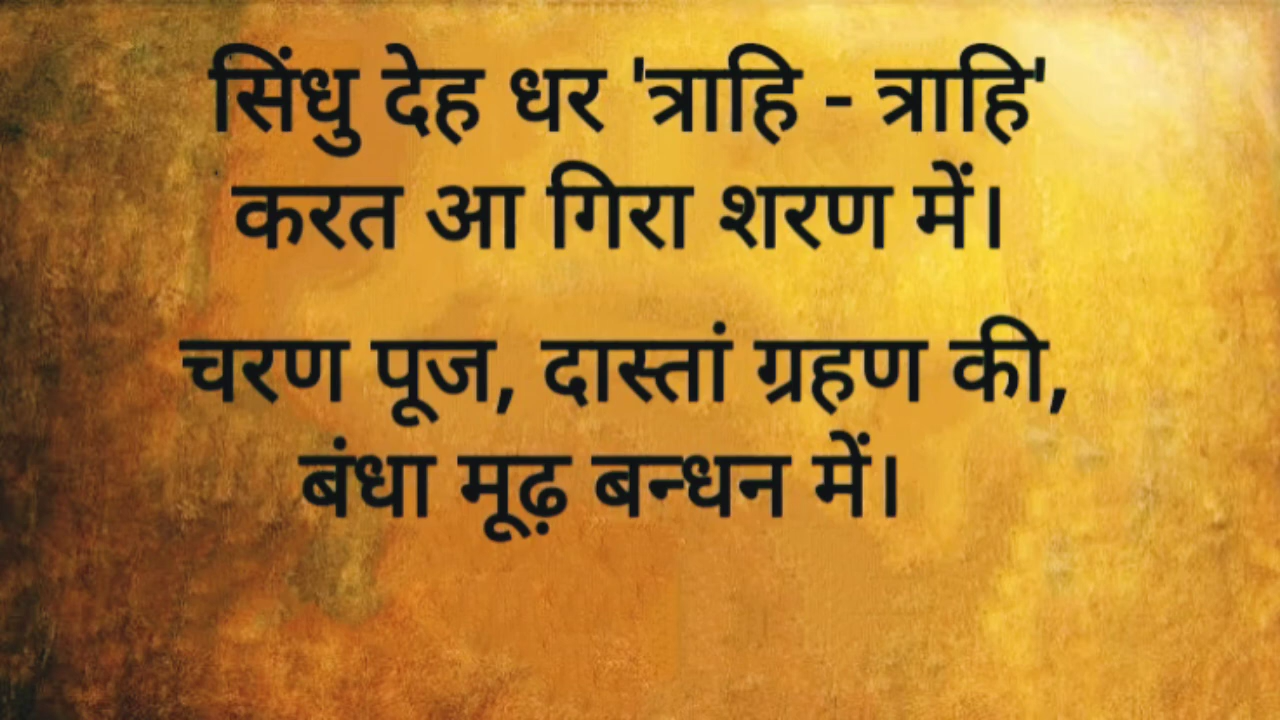 सिंधु देह धर 'त्राहि - त्राहि'
करत आ गिरा शरण में।
चरण पूज, दास्तां ग्रहण की,
बंधा मूढ़ बन्धन में।